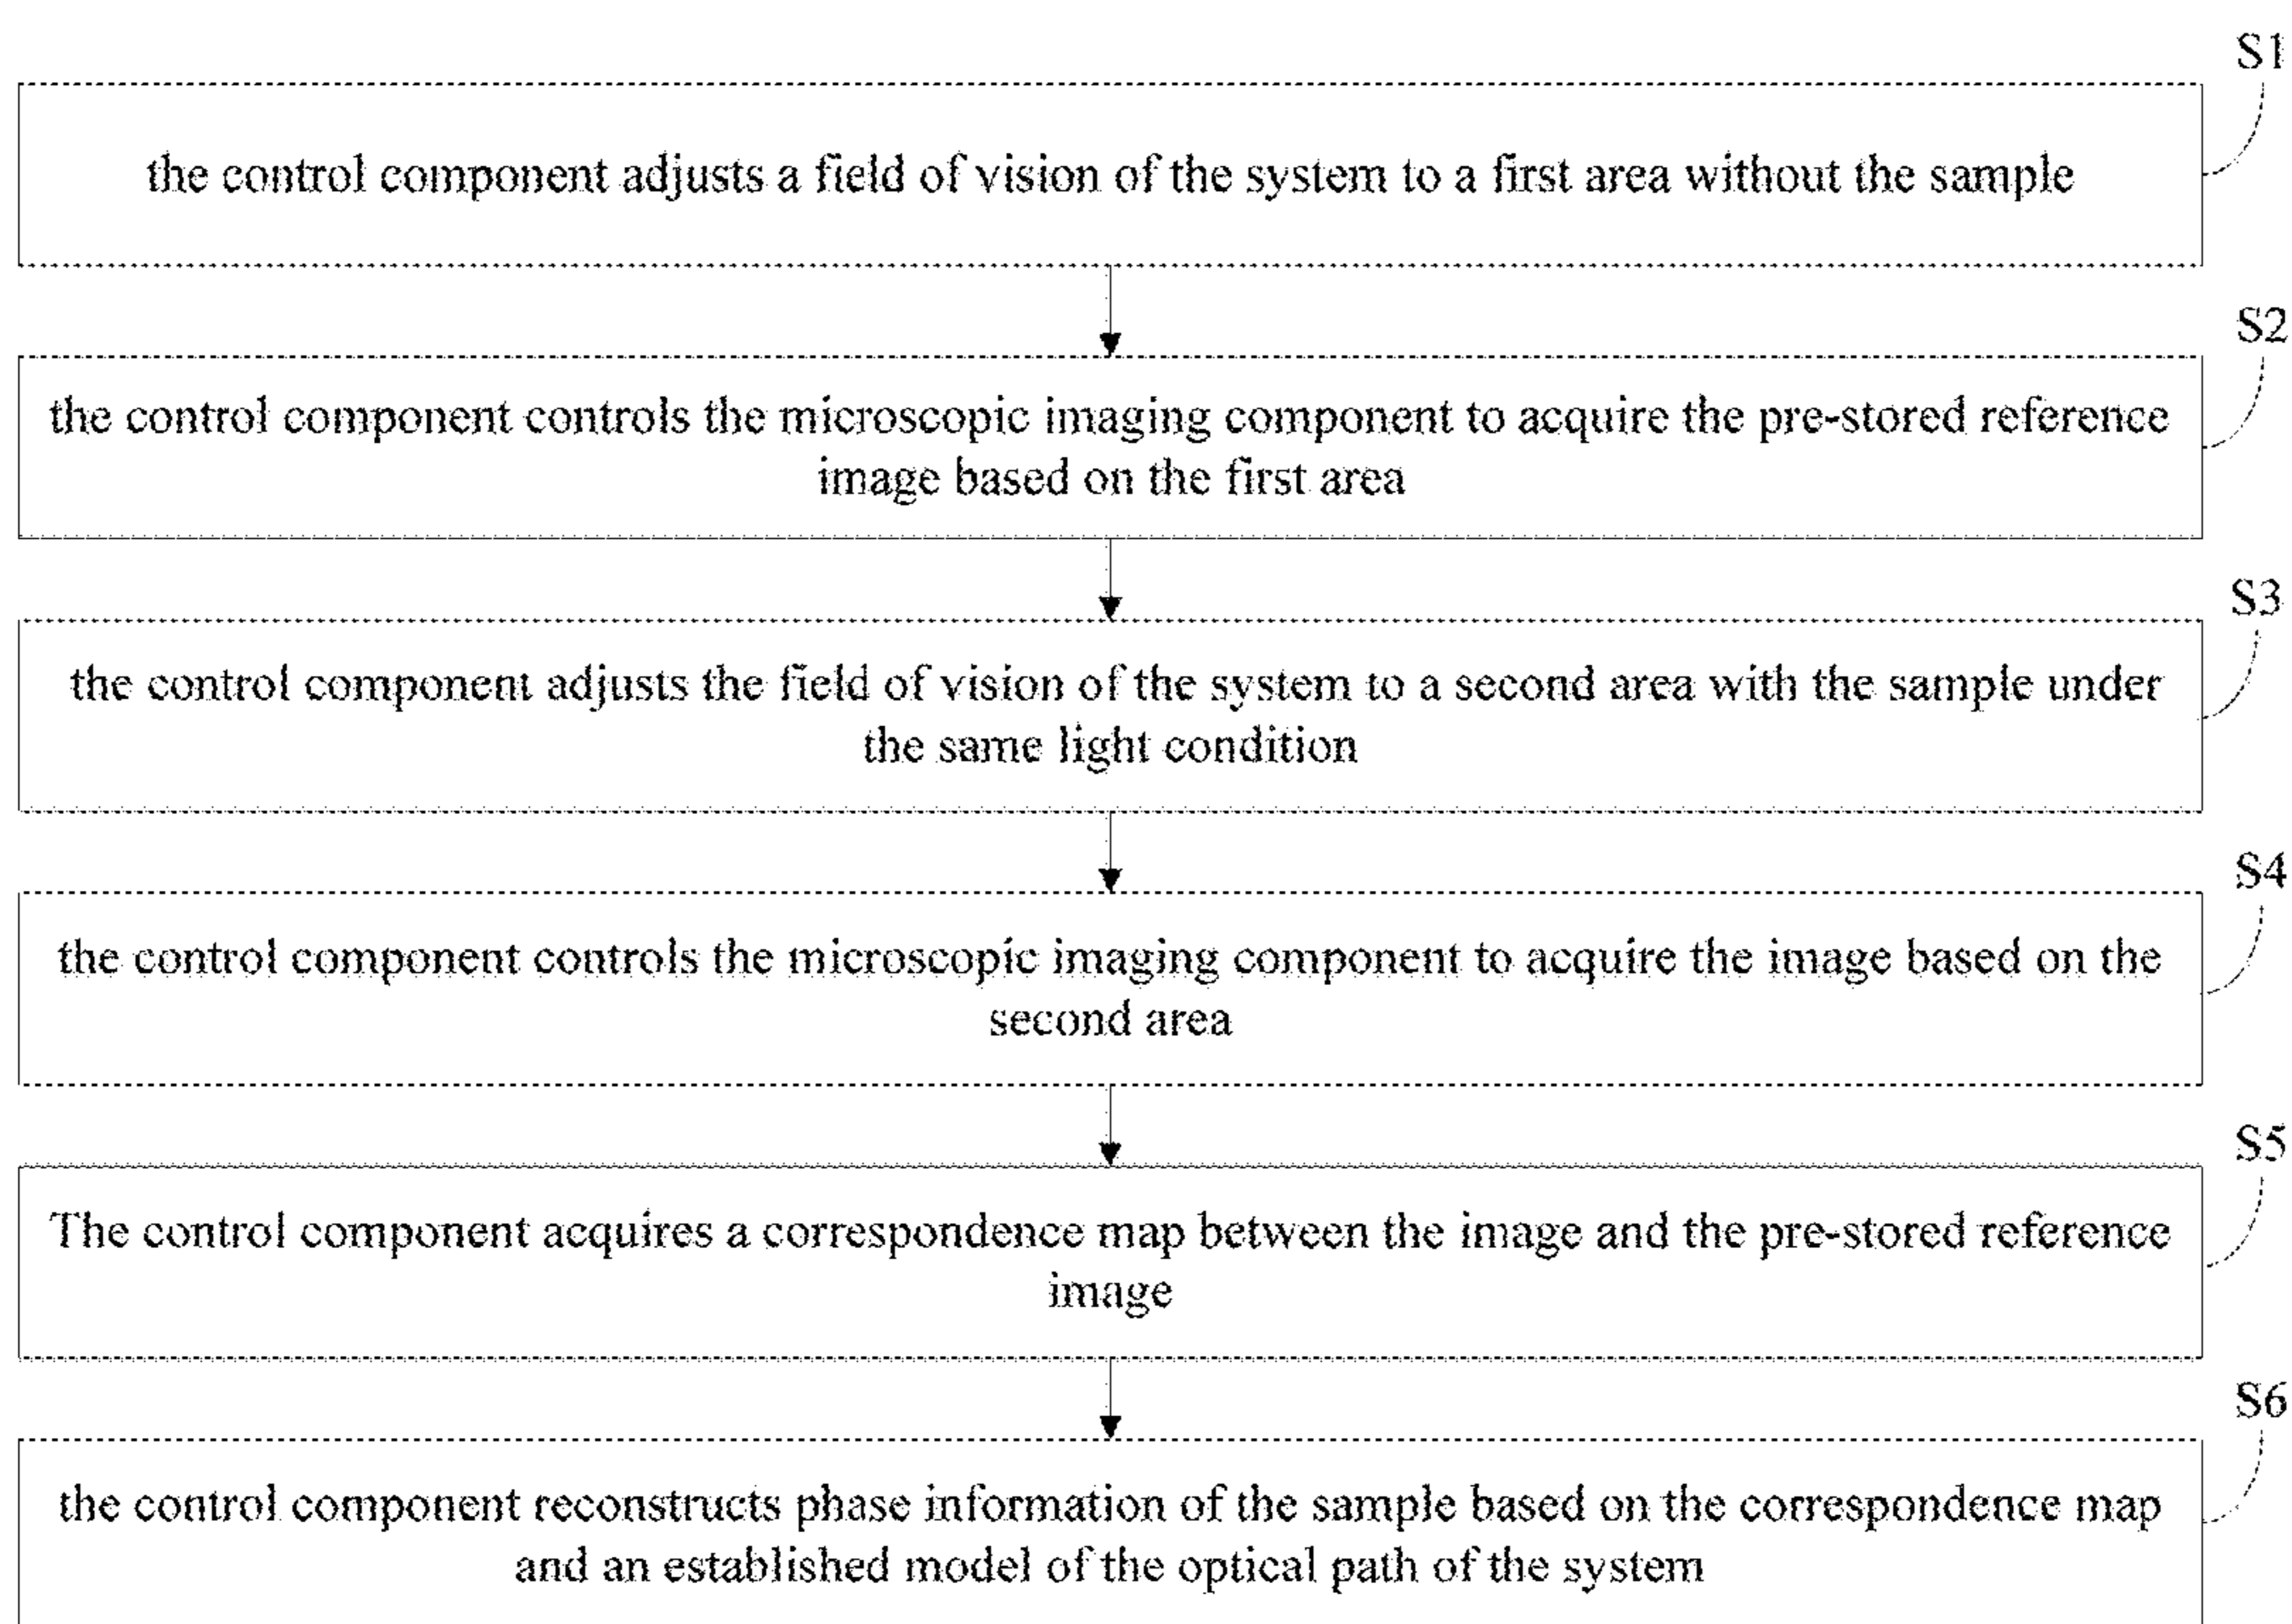 S1
the control component adjusts a field of vision of the system to a first area without the sample
S2
the control component controls the microscopic imaging component to acquire the pre-stored reference
image based on the first area
S3
the control component adjusts the field of vision of the system to a second area with the sample under
the same light condition
S4
the control component controls the microscopic imaging component to acquire the image based on the
second area
S5
The control component acquires a correspondence map between the image and the pre-stored reference
image
S6
the control component reconstructs phase information of the sample based on the correspondence map
and an established model of the optical path of the system